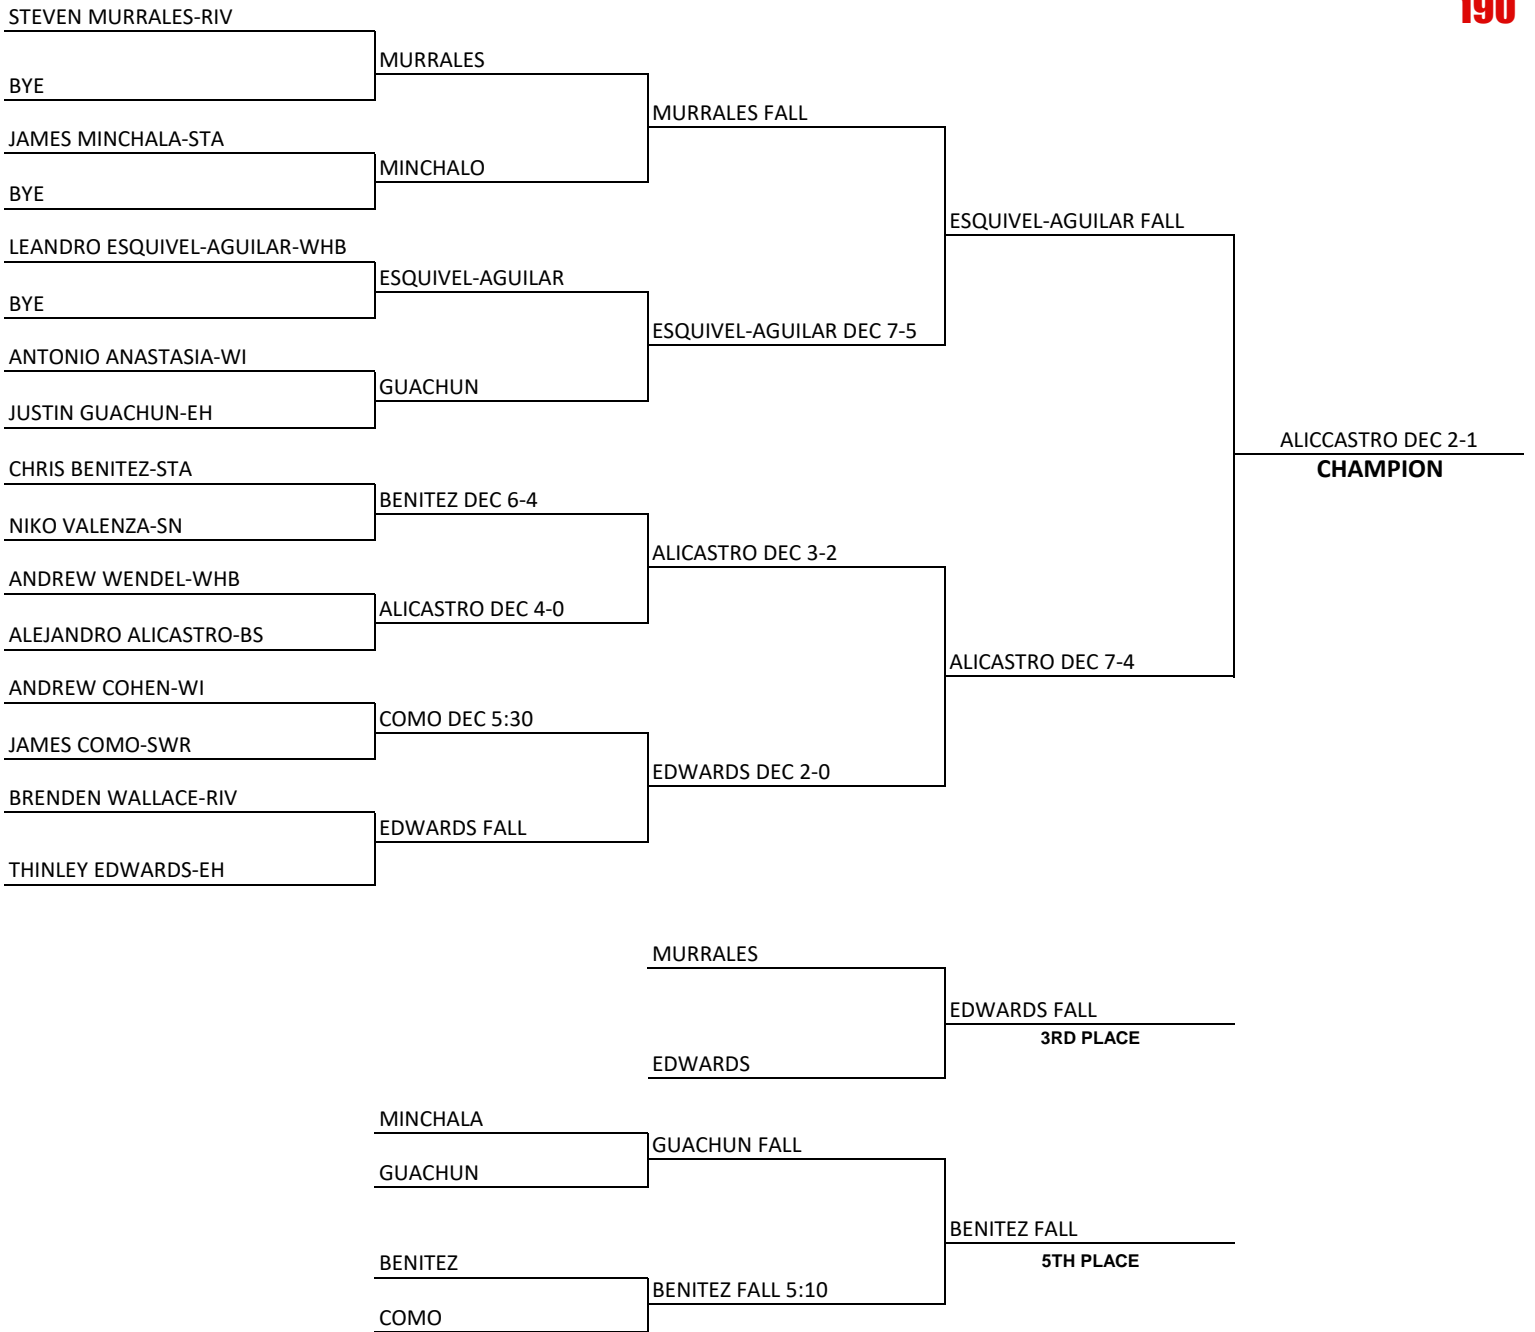 190
STEVEN MURRALES-RIV
MURRALES
BYE
MURRALES FALL
JAMES MINCHALA-STA
MINCHALO
BYE
ESQUIVEL-AGUILAR FALL
LEANDRO ESQUIVEL-AGUILAR-WHB
ESQUIVEL-AGUILAR
BYE
ESQUIVEL-AGUILAR DEC 7-5
ANTONIO ANASTASIA-WI
GUACHUN
JUSTIN GUACHUN-EH
ALICCASTRO DEC 2-1
CHAMPION
CHRIS BENITEZ-STA
BENITEZ DEC 6-4
NIKO VALENZA-SN
ALICASTRO DEC 3-2
ANDREW WENDEL-WHB
ALICASTRO DEC 4-0
ALEJANDRO ALICASTRO-BS
ALICASTRO DEC 7-4
ANDREW COHEN-WI
COMO DEC 5:30
JAMES COMO-SWR
EDWARDS DEC 2-0
BRENDEN WALLACE-RIV
EDWARDS FALL
THINLEY EDWARDS-EH
MURRALES
EDWARDS FALL
3RD PLACE
EDWARDS
MINCHALA
GUACHUN FALL
GUACHUN
BENITEZ FALL
5TH PLACE
BENITEZ
BENITEZ FALL 5:10
COMO